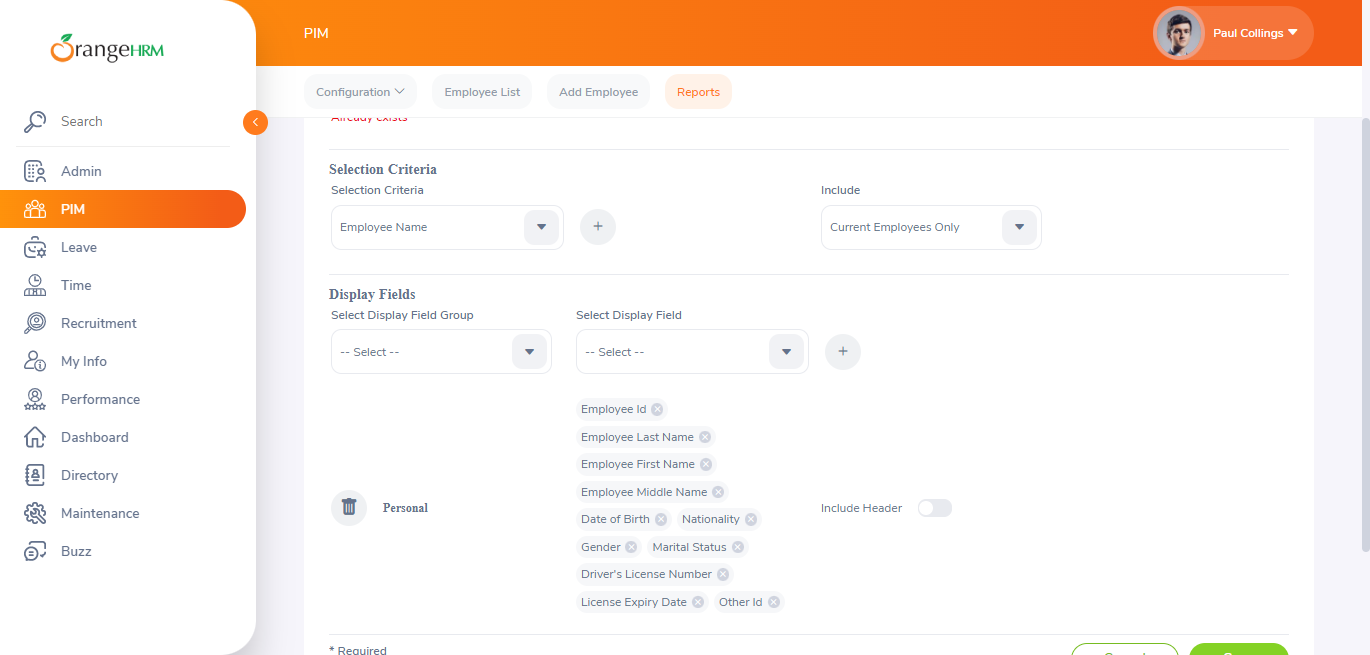 OrangeHRM
PIM
Paul Collings
Configuration
Employee List
Add Employee
Reports
Search
Admin
PIM
Leave
Time
Recruitment
My Info
Performance
Dashboard
Directory
Maintenance
Buzz
Already exists
Selection Criteria
Selection Criteria
Include
Employee Name
Current Employees Only
Display Fields
Select Display Field Group
Select Display Field
-- Select --
-- Select --
Employee Id
Employee Last Name
Employee First Name
Employee Middle Name
Personal
Include Header
Date of Birth
Nationality
Gender
Marital Status
Driver's License Number
License Expiry Date
Other Id
* Required